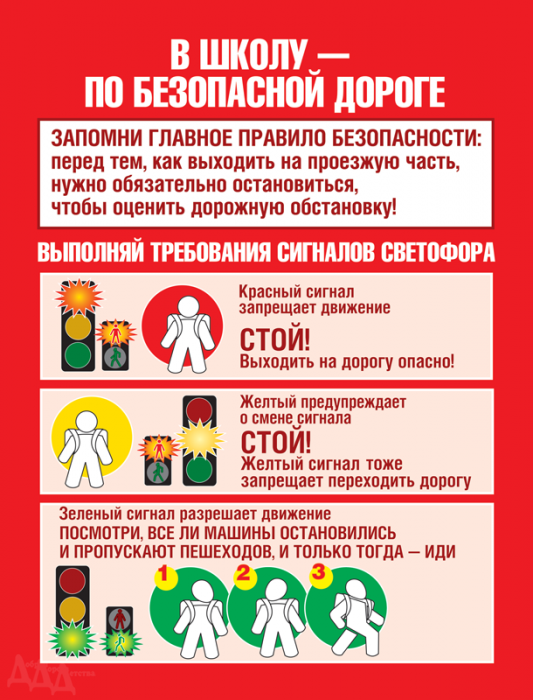 В ШКОЛУ —
ПО БЕЗОПАСНОЙ ДОРОГЕ
ЗАПОМНИ ГЛАВНОЕ ПРАВИЛО БЕЗОПАСНОСТИ:
перед тем, как выходить на проезжую часть,
нужно обязательно остановиться,
чтобы оценить дорожную обстановку!
ВЫПОЛНЯЙ ТРЕБОВАНИЯ СИГНАЛОВ СВЕТОФОРА
Красный сигнал
запрещает движение
СТОЙ!
Выходить на дорогу опасно!
Желтый предупреждает
о смене сигнала
СТОЙ!
Желтый сигнал тоже
запрещает переходить дорогу
Зеленый сигнал разрешает движение
ПОСМОТРИ, ВСЕ ЛИ МАШИНЫ ОСТАНОВИЛИСЬ
И ПРОПУСКАЮТ ПЕШЕХОДОВ, И ТОЛЬКО ТОГДА — ИДИ
1 2 3